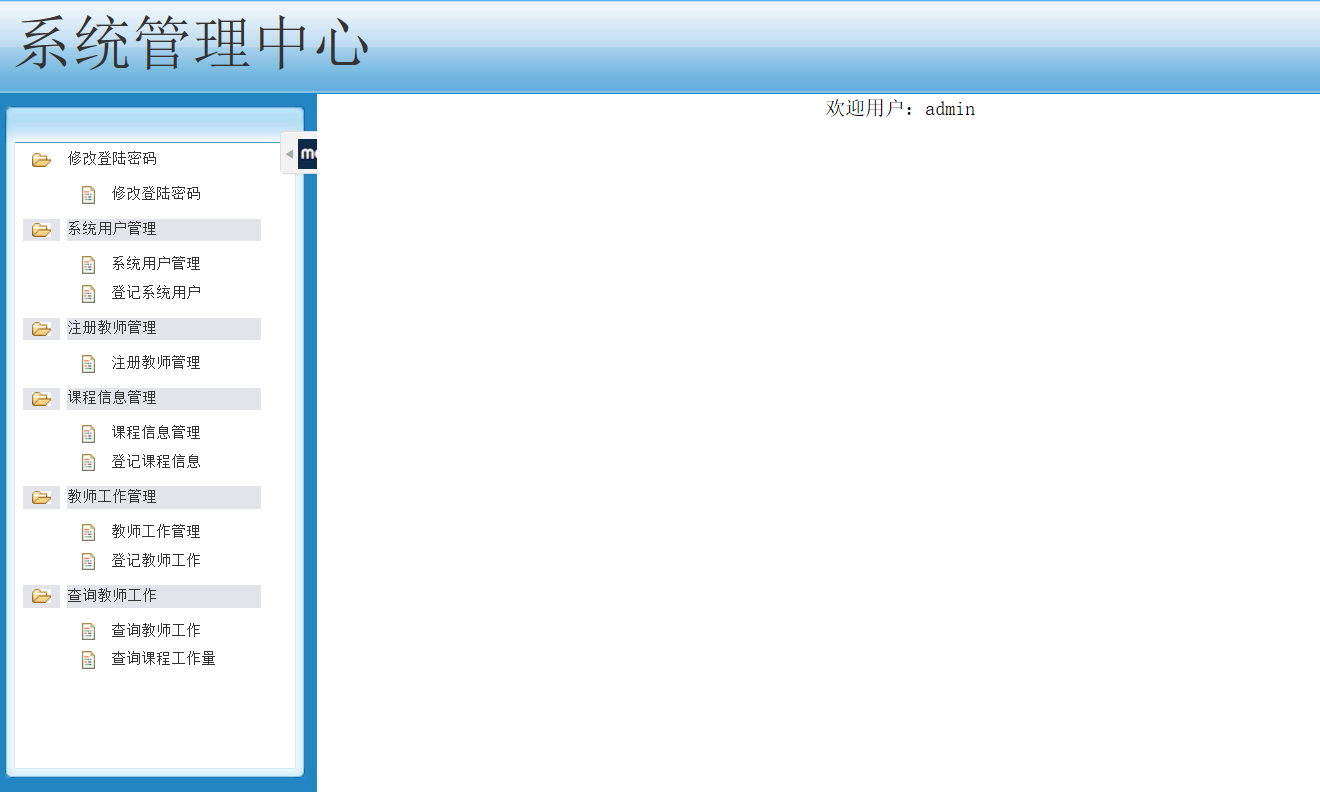 系统管理中心
欢迎用户：admin
修改登陆密码
修改登陆密码
系统用户管理
系统用户管理
登记系统用户
注册教师管理
注册教师管理
课程信息管理
课程信息管理
登记课程信息
教师工作管理
教师工作管理
登记教师工作
查询教师工作
查询教师工作
查询课程工作量